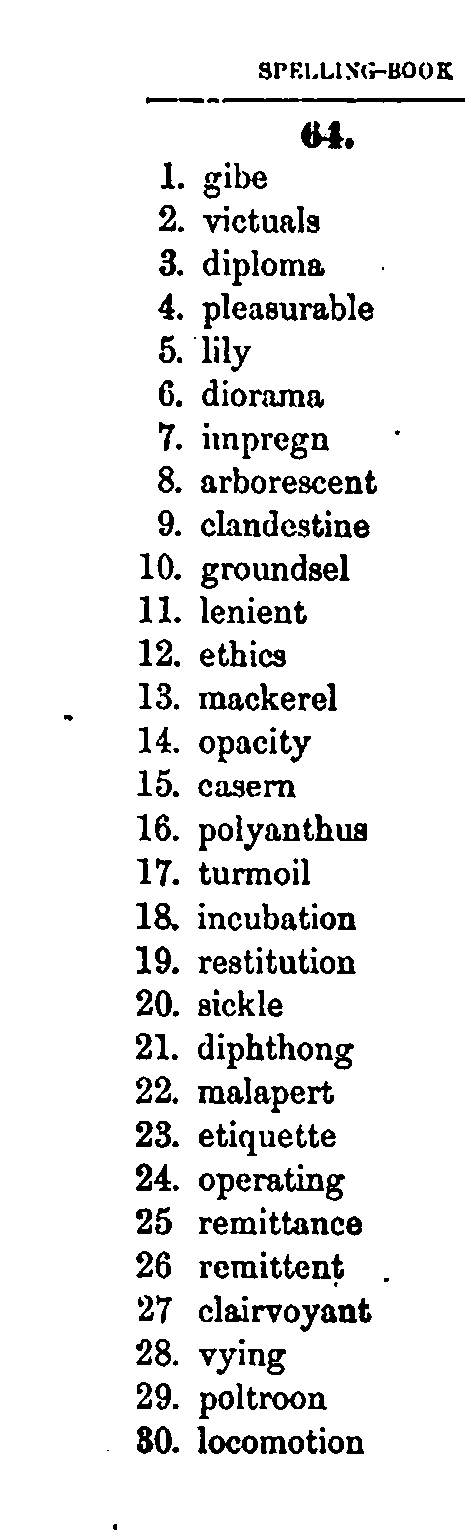 SPELLING-BOOK
64.
1. gibe
2. victuals
3. diploma
4. pleasurable
5. lily
6. diorama
7. impregn
8. arborescent
9. clandestine
10. groundsel
11. lenient
12. ethics
13. mackerel
14. opacity
15. casern
16. polyanthus
17. turmoil
18. incubation
19. restitution
20. sickle
21. diphthong
22. malapert
23. etiquette
24. operating
25 remittance
26 remittent
27 clairvoyant
28. vying
29. poltroon
30. locomotion